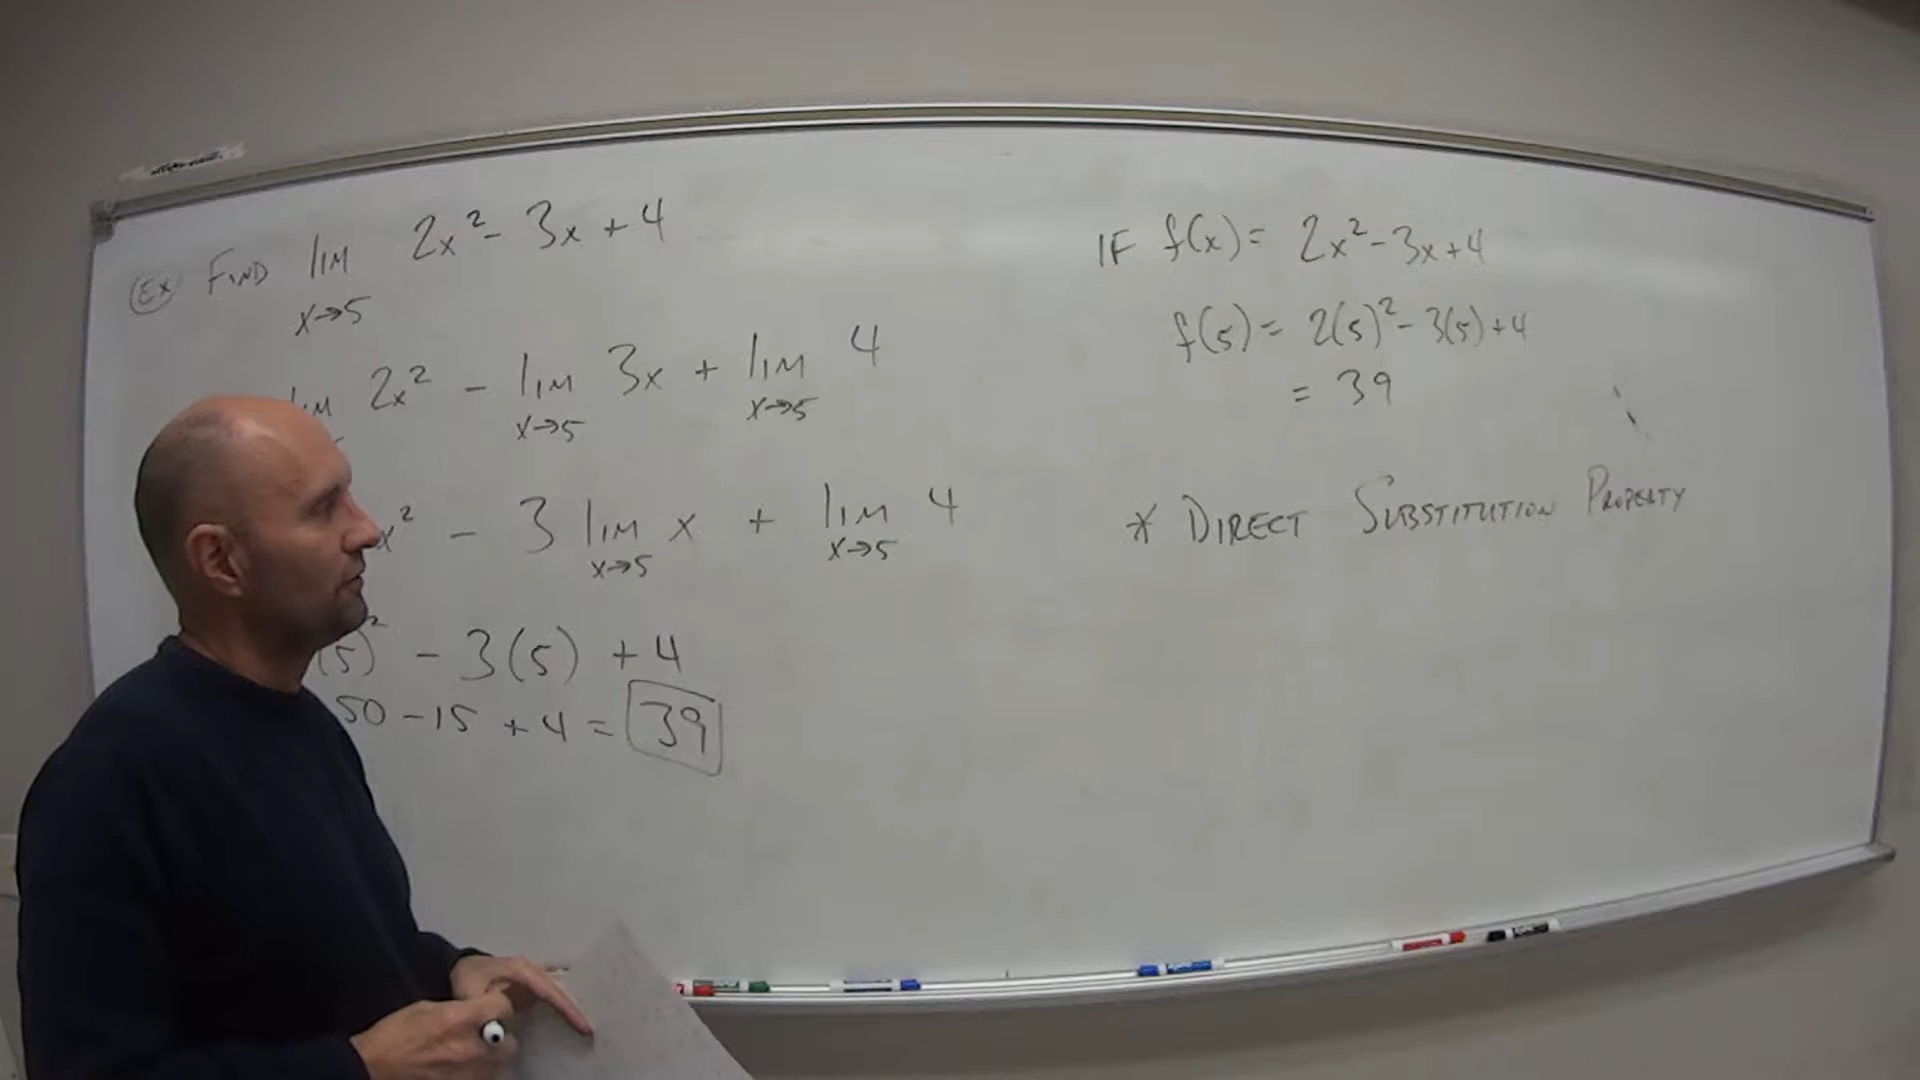 Ex FIND lim 2x² - 3x + 4
x→5
lim 2x² - lim 3x + lim 4
x→5 x→5
x² - 3 lim x + lim 4
x→5 x→5
(5)² - 3(5) + 4
50 - 15 + 4 = 39
IF f(x) = 2x² - 3x + 4
f(5) = 2(5)² - 3(5) + 4
= 39
* DIRECT SUBSTITUTION PROPERTY